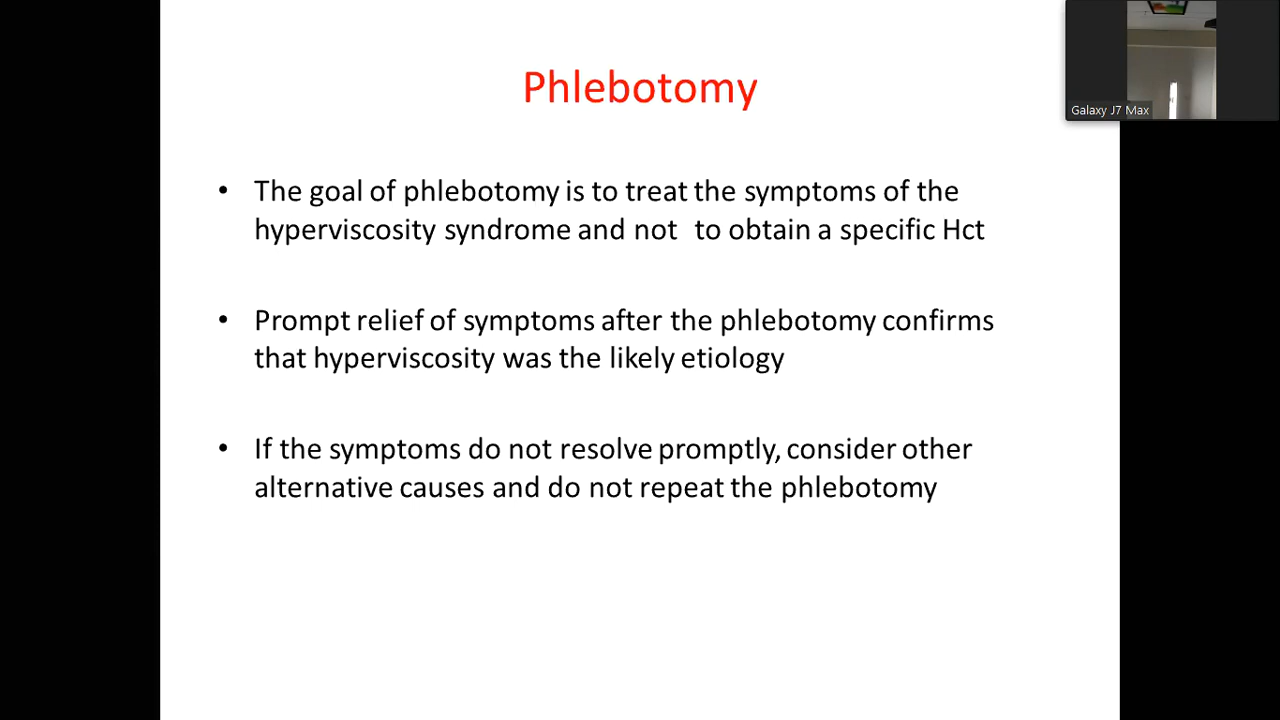 Phlebotomy
Galaxy J7 Max
• The goal of phlebotomy is to treat the symptoms of the
hyperviscosity syndrome and not to obtain a specific Hct
• Prompt relief of symptoms after the phlebotomy confirms
that hyperviscosity was the likely etiology
• If the symptoms do not resolve promptly, consider other
alternative causes and do not repeat the phlebotomy